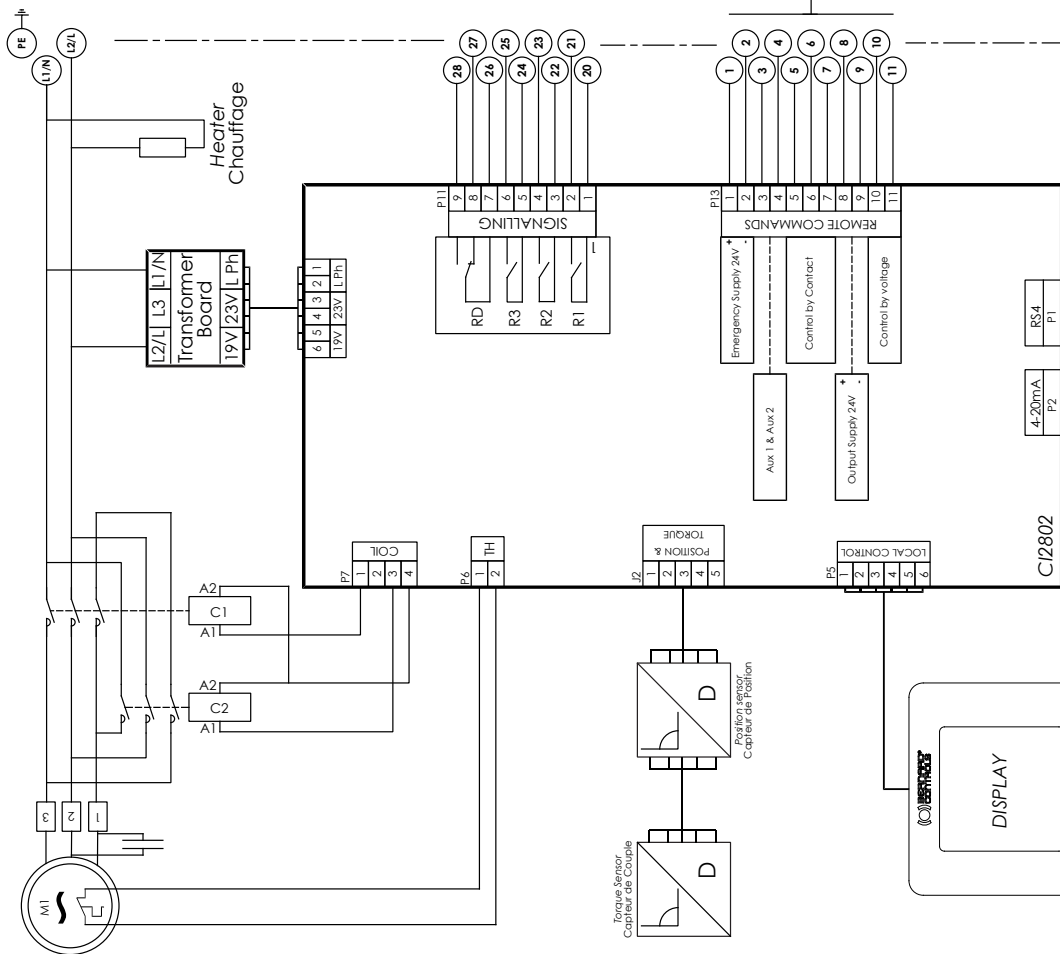 PE
L1/N
L2/L
Heater
Chauffage
L2/L L3 L1/N
Transformer
Board
19V 23V L Ph
6 5 4 3 2 1
19V 23V L Ph
28
27
26
25
24
23
22
21
20
P11
9
8
7
6
5
4
3
2
1
SIGNALLING
RD
R3
R2
R1
1
1
2
3
4
5
6
7
8
9
10
11
P13
1
2
3
4
5
6
7
8
9
10
11
REMOTE COMMANDS
Emergency Supply 24V + -
Aux 1 & Aux 2
Control by Contact
Output Supply 24V + -
Control by voltage
RS4
P1
4-20mA
P2
CI2802
P7
COIL
1
2
3
4
P6
TH
1
2
J2
POSITION &
TORQUE
1
2
3
4
5
P5
LOCAL CONTROL
1
2
3
4
5
6
A2
C1
A1
A2
C2
A1
3
2
1
M1
D
Position sensor
Capteur de Position
D
Torque Sensor
Capteur de Couple
DISPLAY